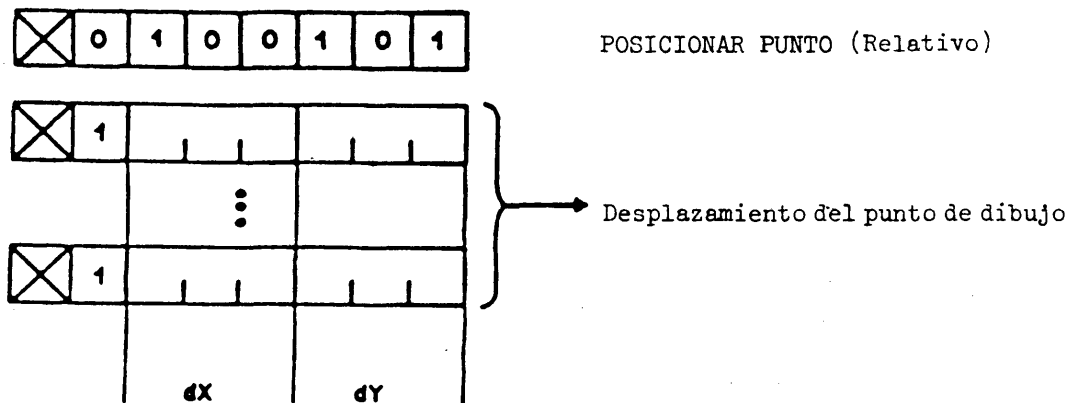 0 1 0 0 1 0 1 POSICIONAR PUNTO (Relativo)
1
1
Desplazamiento del punto de dibujo
dX dY